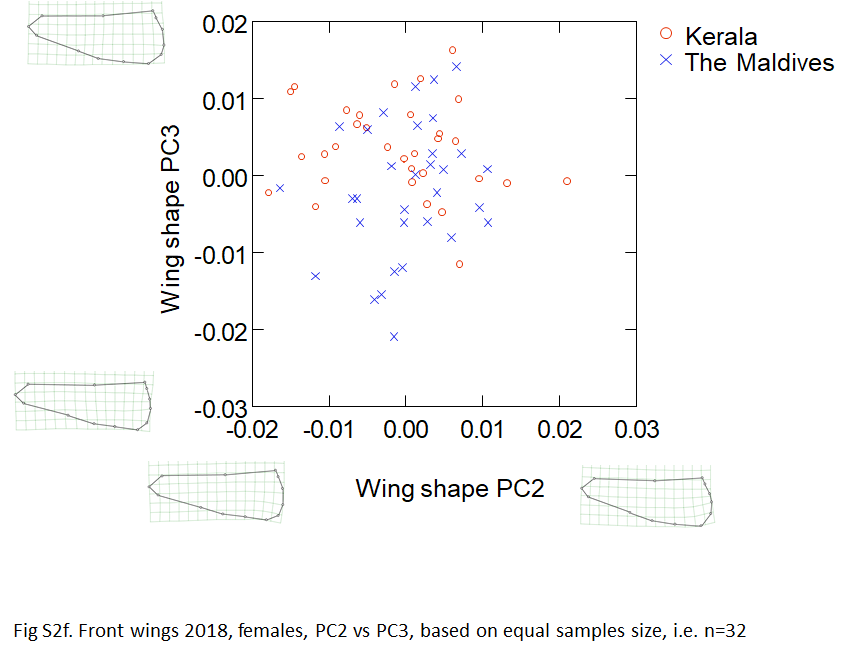 0.02
0.01
0.00
-0.01
-0.02
-0.03
Wing shape PC3
-0.02 -0.01 0.00 0.01 0.02 0.03
Wing shape PC2
Kerala
The Maldives
Fig S2f. Front wings 2018, females, PC2 vs PC3, based on equal samples size, i.e. n=32